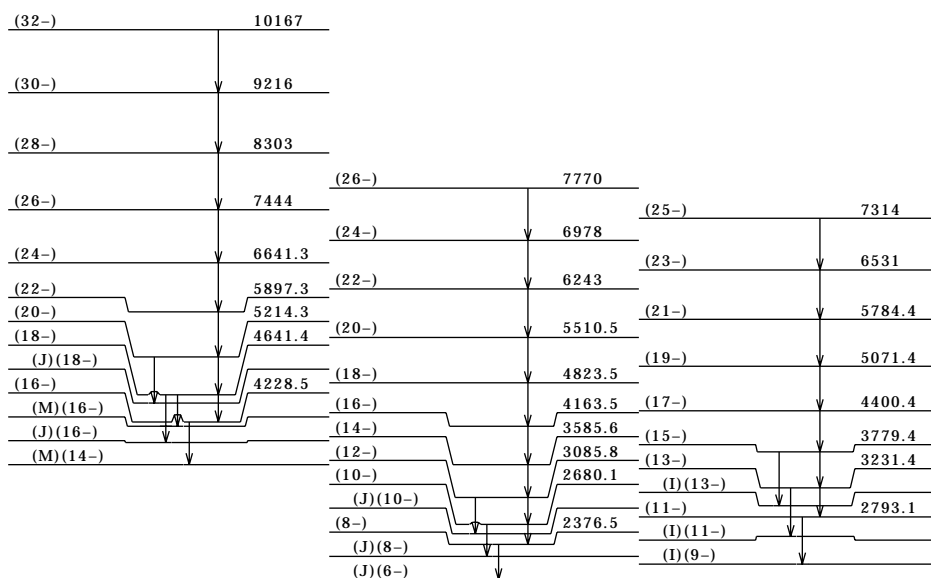 (32-) 10167
(30-) 9216
(28-) 8303
(26-) 7444
(24-) 6641.3
(22-) 5897.3
(20-) 5214.3
(18-) 4641.4
(J)(18-)
(16-) 4228.5
(M)(16-)
(J)(16-)
(M)(14-)
(26-) 7770
(24-) 6978
(22-) 6243
(20-) 5510.5
(18-) 4823.5
(16-) 4163.5
(14-) 3585.6
(12-) 3085.8
(10-) 2680.1
(J)(10-)
(8-) 2376.5
(J)(8-)
(J)(6-)
(25-) 7314
(23-) 6531
(21-) 5784.4
(19-) 5071.4
(17-) 4400.4
(15-) 3779.4
(13-) 3231.4
(I)(13-)
(11-) 2793.1
(I)(11-)
(I)(9-)